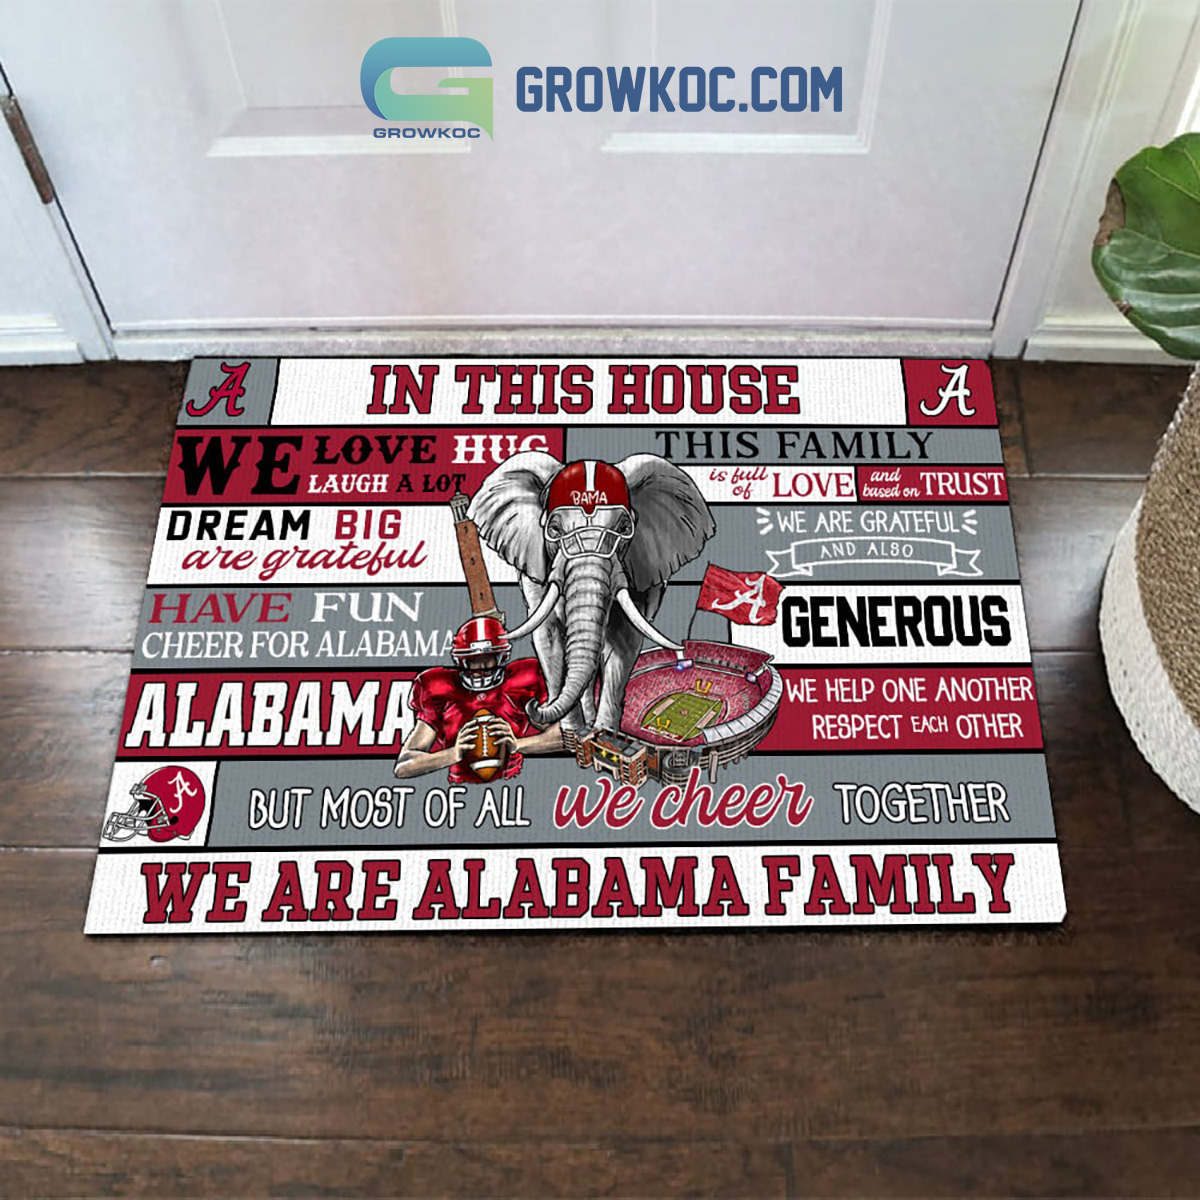 GROWKOC
GROWKOC.COM
A IN THIS HOUSE A
WE LOVE HUG
LAUGH A LOT
THIS FAMILY
is full of LOVE and based on TRUST
DREAM BIG
are grateful
WE ARE GRATEFUL
AND ALSO
HAVE FUN
CHEER FOR ALABAMA
BAMA
A
GENEROUS
ALABAMA
WE HELP ONE ANOTHER
RESPECT EACH OTHER
A
BUT MOST OF ALL we cheer TOGETHER
WE ARE ALABAMA FAMILY